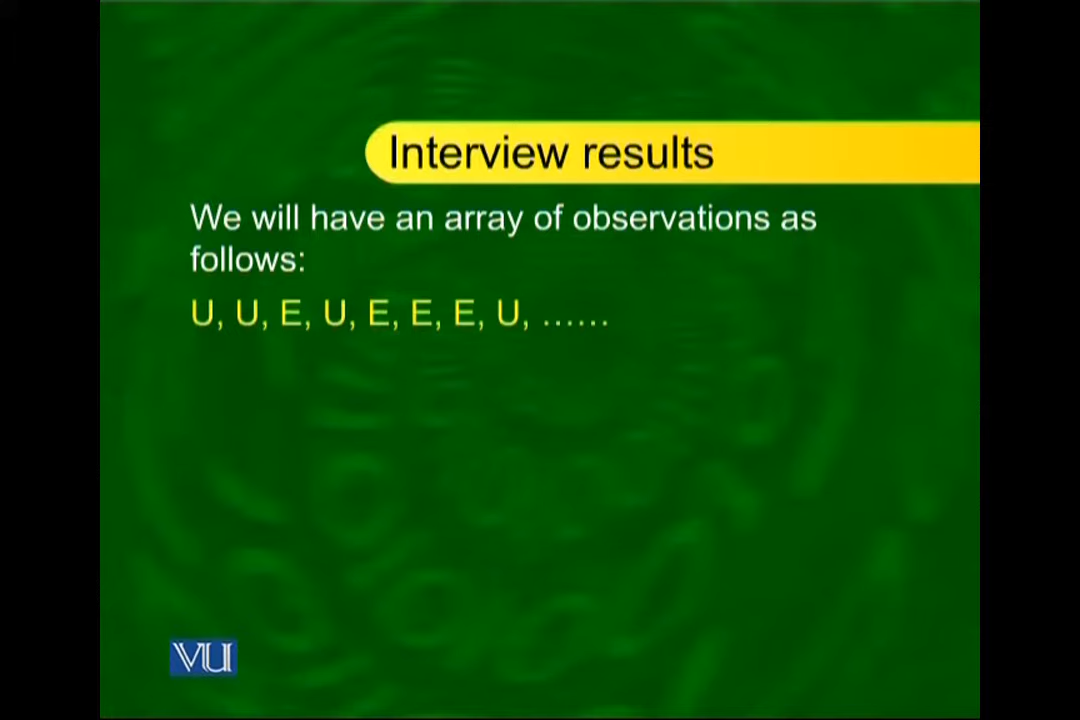 Interview results
We will have an array of observations as
follows:
U, U, E, U, E, E, E, U, ......
VU